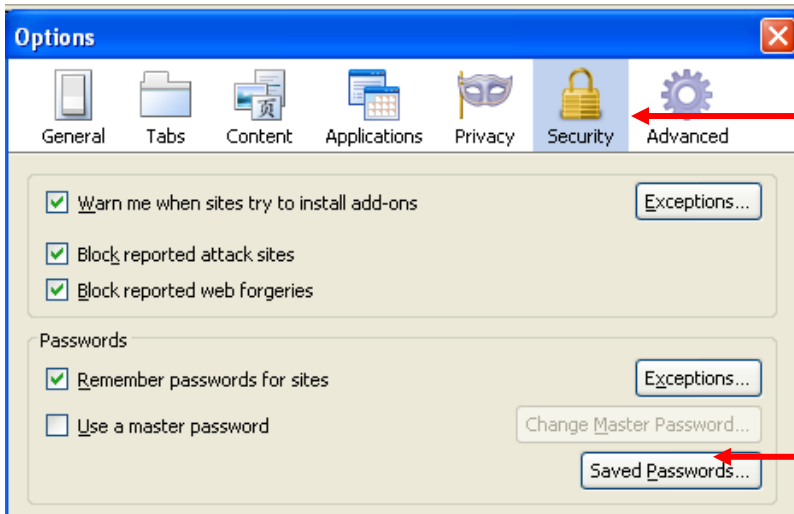 Options
General Tabs Content Applications Privacy Security Advanced
页
Warn me when sites try to install add-ons Exceptions...
Block reported attack sites
Block reported web forgeries
Passwords
Remember passwords for sites Exceptions...
Use a master password Change Master Password...
Saved Passwords...